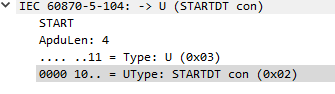 IEC 60870-5-104: -> U (STARTDT con)
START
ApduLen: 4
.... ..11 = Type: U (0x03)
0000 10.. = UType: STARTDT con (0x02)